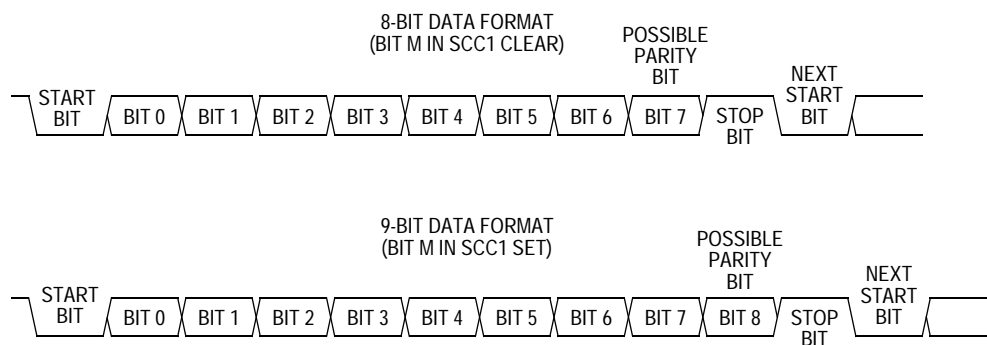 8-BIT DATA FORMAT
(BIT M IN SCC1 CLEAR)
POSSIBLE
PARITY
BIT
NEXT
START
BIT
START
BIT
BIT 0
BIT 1
BIT 2
BIT 3
BIT 4
BIT 5
BIT 6
BIT 7
STOP
BIT
9-BIT DATA FORMAT
(BIT M IN SCC1 SET)
POSSIBLE
PARITY
BIT
NEXT
START
BIT
START
BIT
BIT 0
BIT 1
BIT 2
BIT 3
BIT 4
BIT 5
BIT 6
BIT 7
BIT 8
STOP
BIT